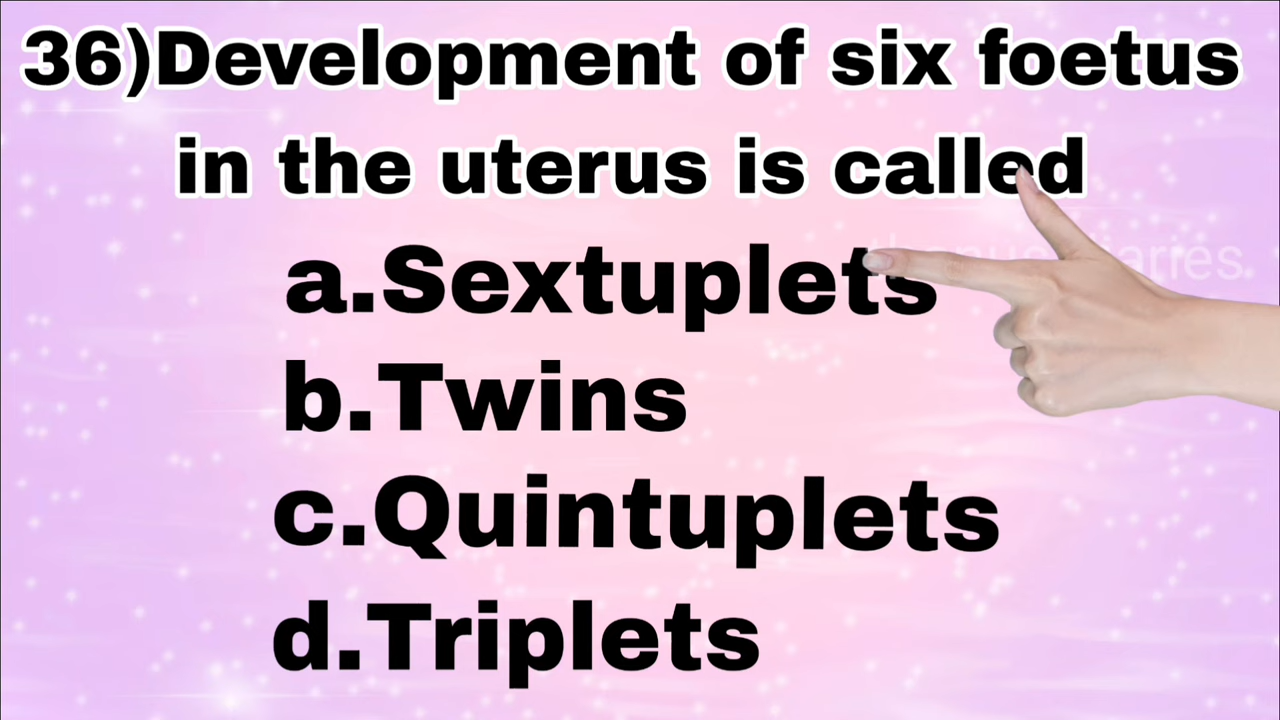 36)Development of six foetus
in the uterus is called
a.Sextuplets
b.Twins
c.Quintuplets
d.Triplets